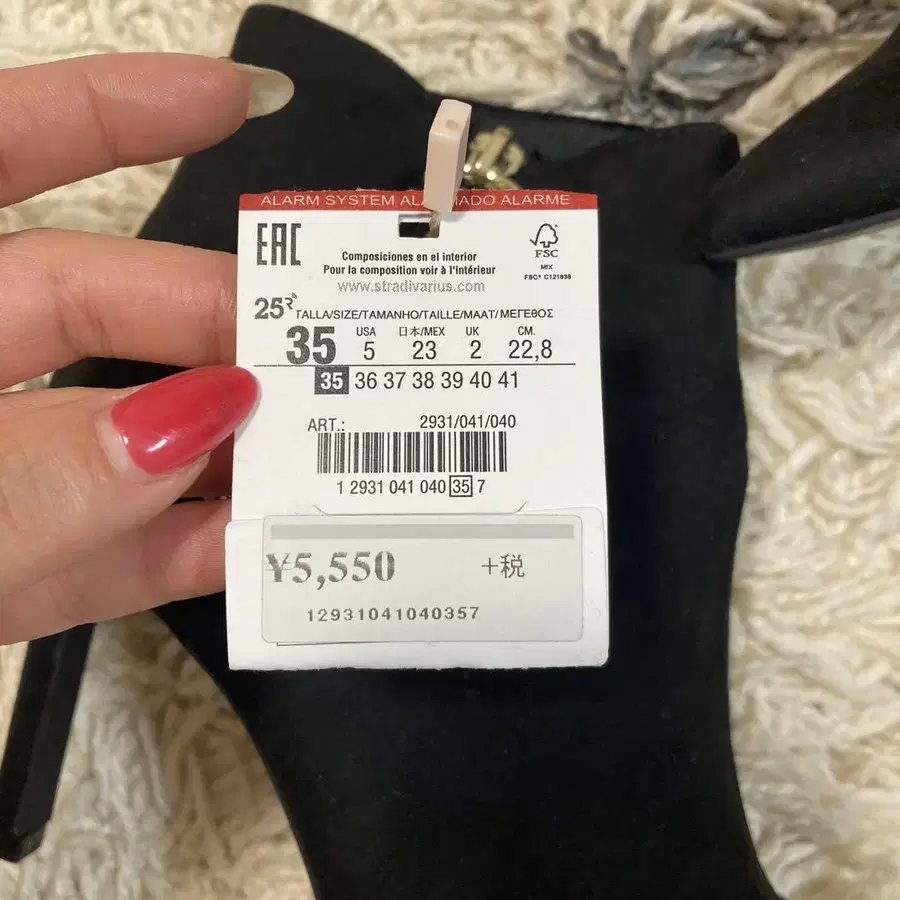 ALARM SYSTEM ALARMADO ALARME
EAC
Composiciones en el interior
Pour la composition voir à l'intérieur
www.stradivarius.com
FSC
MIX
FSC® C121838
25
TALLA/SIZE/TAMANHO/TAILLE/MAAT/ΜΕΓΕΘΟΣ
USA 日本/MEX UK CM.
35 5 23 2 22,8
35 36 37 38 39 40 41
ART.: 2931/041/040
1 2931 041 040 35 7
¥5,550 +税
12931041040357